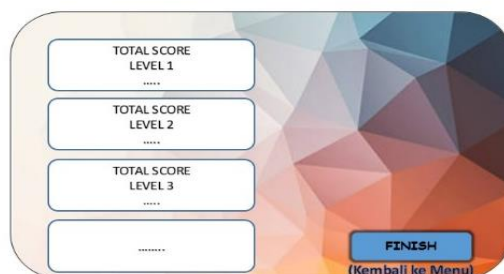 TOTAL SCORE
LEVEL 1
.....
TOTAL SCORE
LEVEL 2
.....
TOTAL SCORE
LEVEL 3
.....
........
FINISH
(Kembali ke Menu)